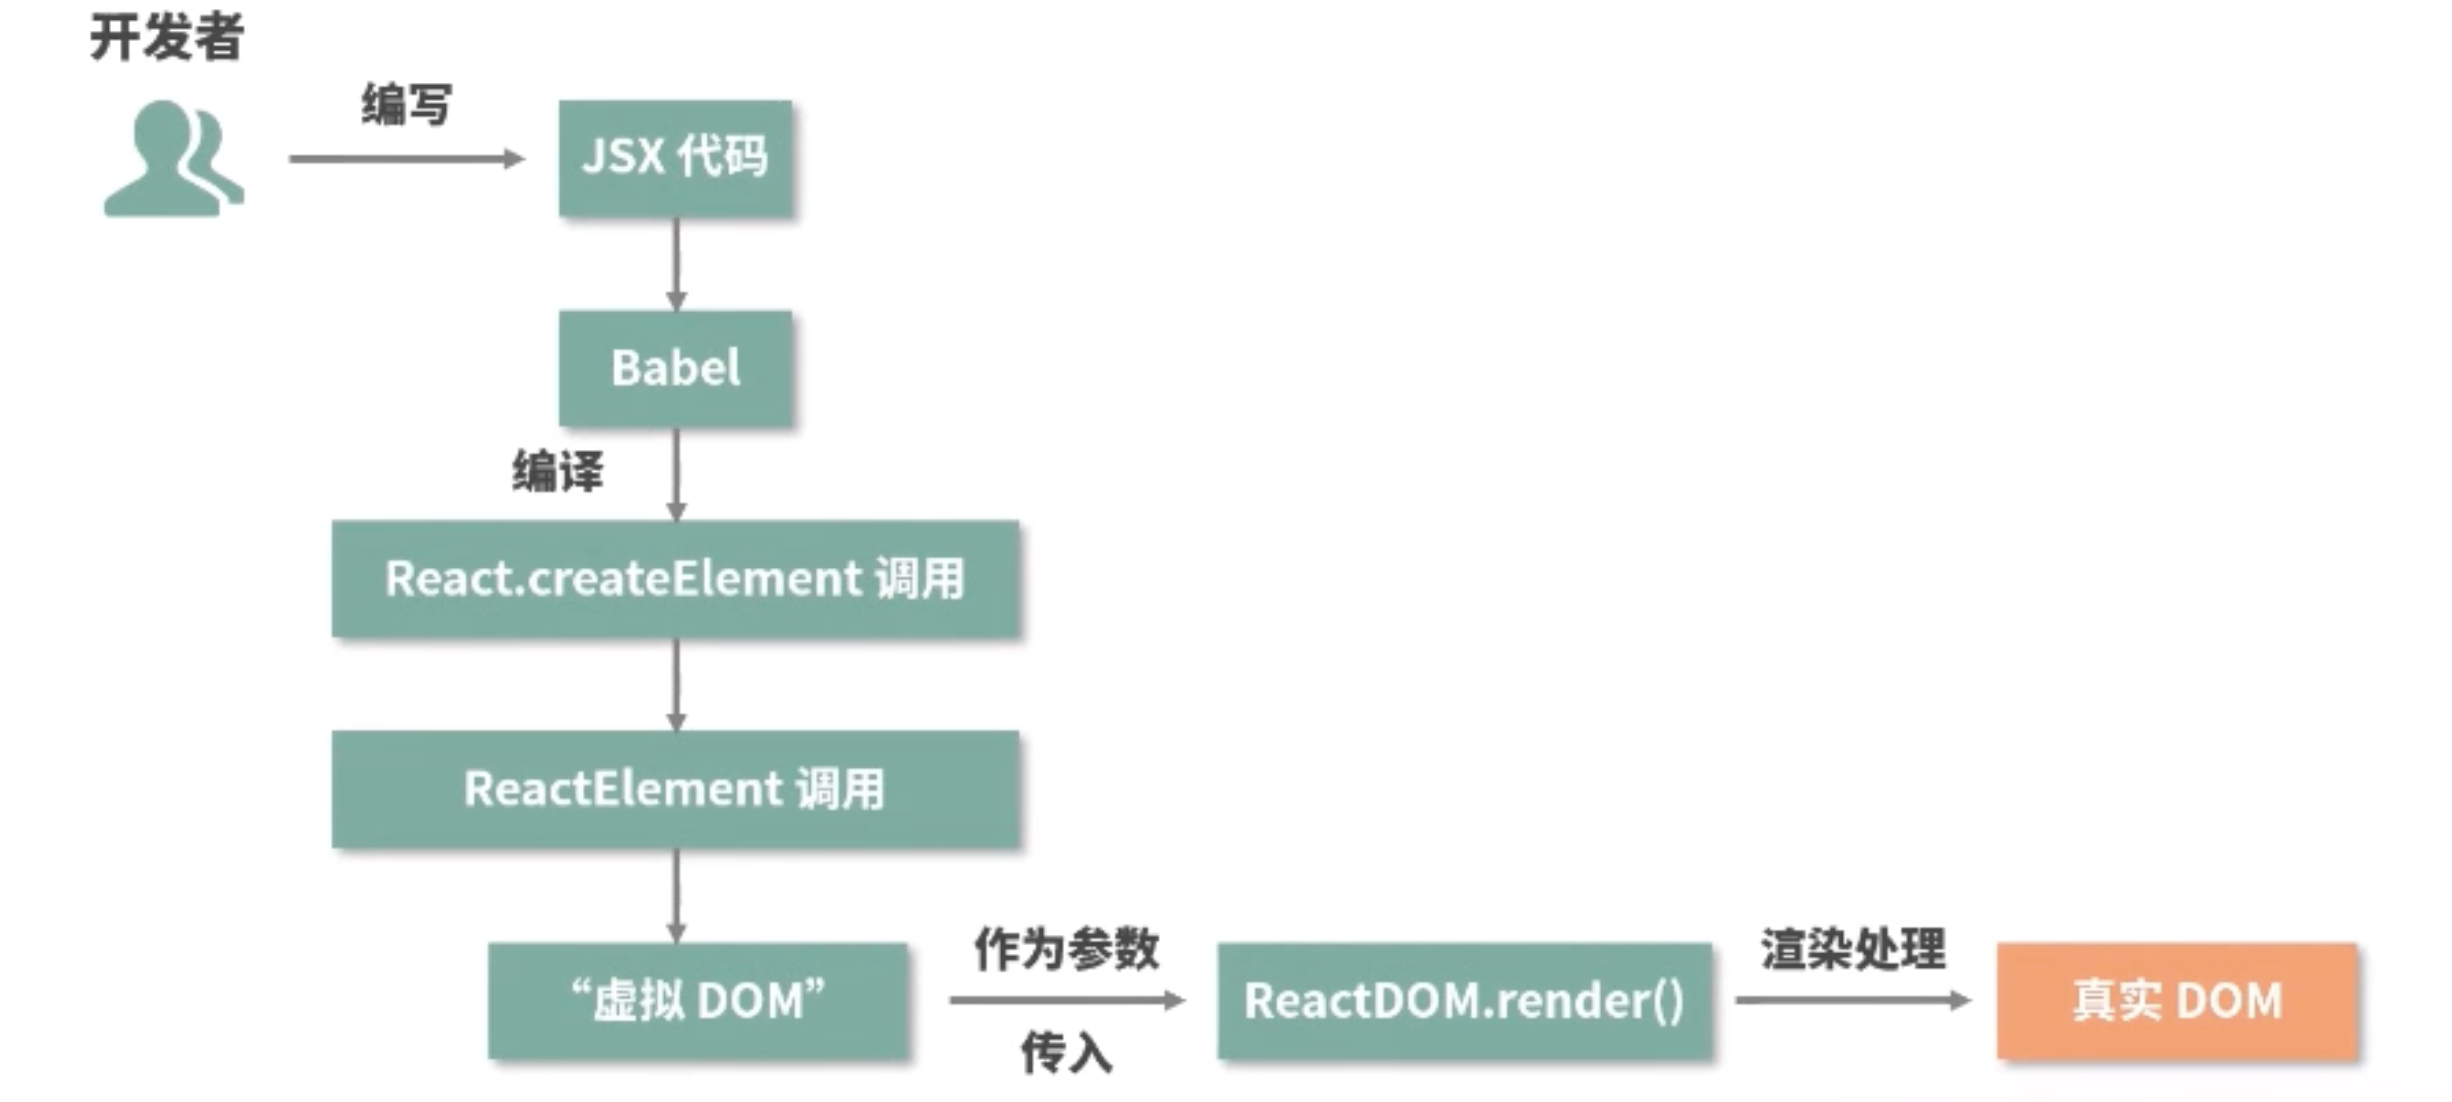 开发者
编写
JSX 代码
Babel
编译
React.createElement 调用
ReactElement 调用
“虚拟 DOM”
作为参数
传入
ReactDOM.render()
渲染处理
真实 DOM